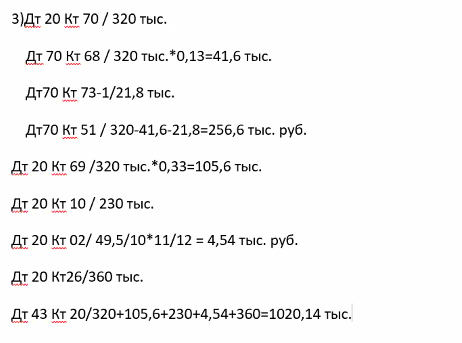 3)Дт 20 Кт 70 / 320 тыс.
Дт 70 Кт 68 / 320 тыс.*0,13=41,6 тыс.
Дт70 Кт 73-1/21,8 тыс.
Дт70 Кт 51 / 320-41,6-21,8=256,6 тыс. руб.
Дт 20 Кт 69 /320 тыс.*0,33=105,6 тыс.
Дт 20 Кт 10 / 230 тыс.
Дт 20 Кт 02/ 49,5/10*11/12 = 4,54 тыс. руб.
Дт 20 Кт26/360 тыс.
Дт 43 Кт 20/320+105,6+230+4,54+360=1020,14 тыс.